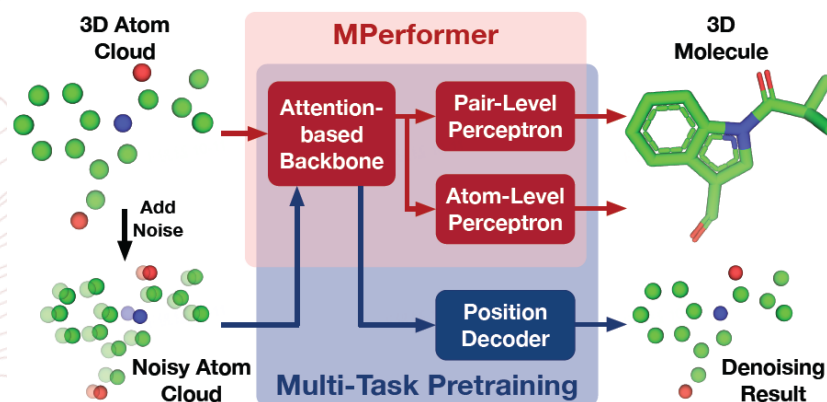 3D Atom
Cloud
MPerformer
3D
Molecule
Attention-
based
Backbone
Pair-Level
Perceptron
Atom-Level
Perceptron
Add
Noise
Position
Decoder
Noisy Atom
Cloud
Multi-Task Pretraining
Denoising
Result